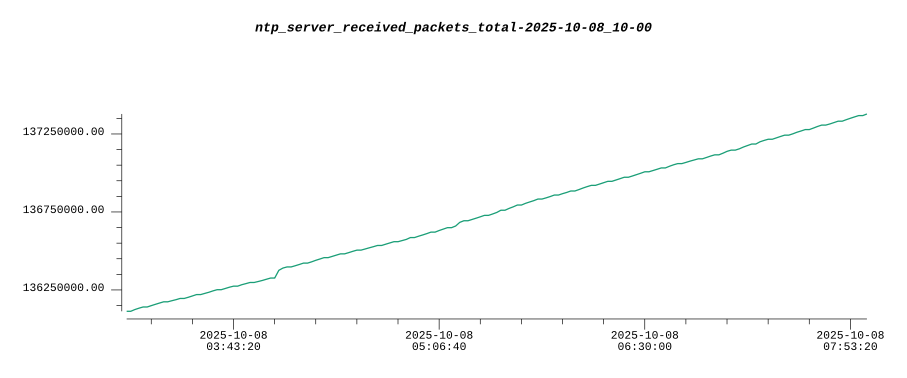 ntp_server_received_packets_total-2025-10-08_10-00
137250000.00
136750000.00
136250000.00
2025-10-08 2025-10-08 2025-10-08 2025-10-08
03:43:20 05:06:40 06:30:00 07:53:20